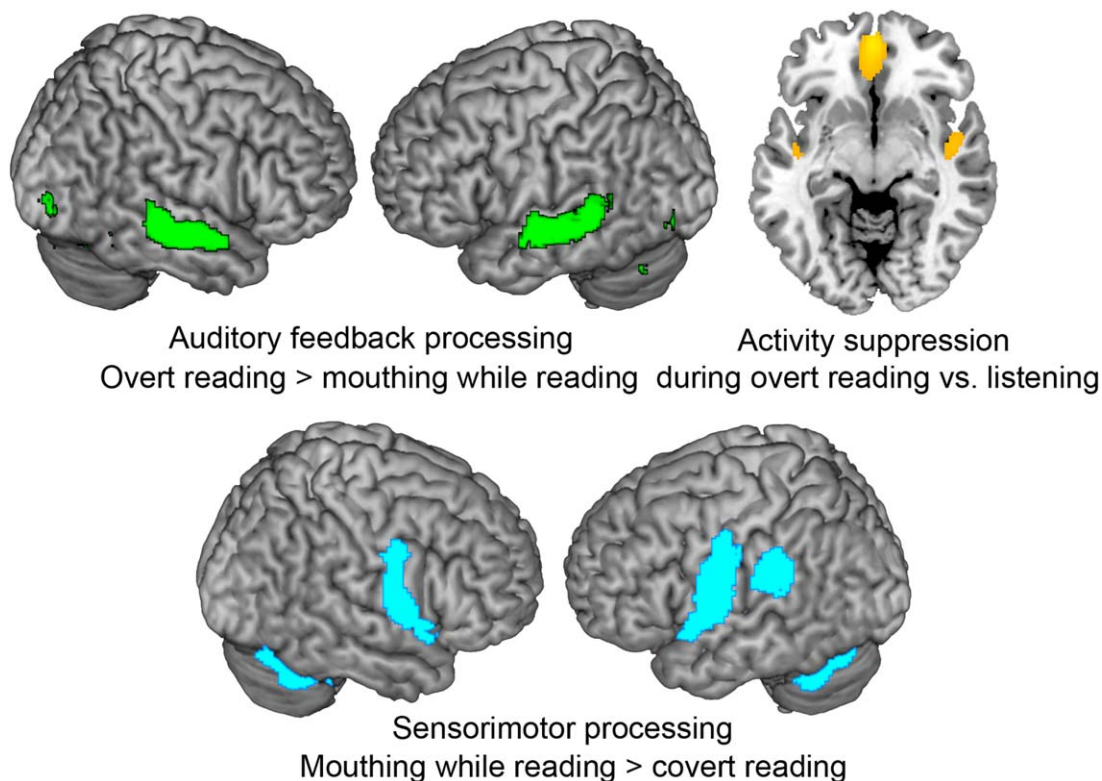 Auditory feedback processing
Overt reading > mouthing while reading
Activity suppression
during overt reading vs. listening
Sensorimotor processing
Mouthing while reading > covert reading